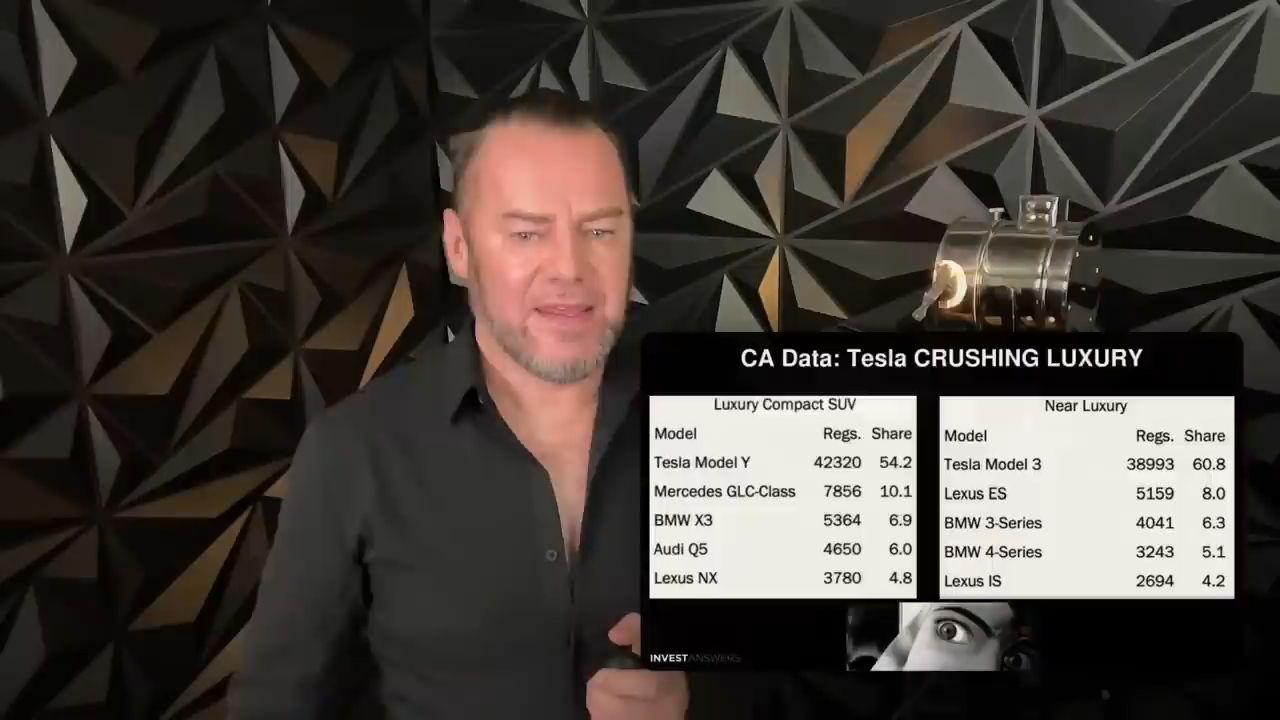 CA Data: Tesla CRUSHING LUXURY
Luxury Compact SUV
Model Regs. Share
Tesla Model Y 42320 54.2
Mercedes GLC-Class 7856 10.1
BMW X3 5364 6.9
Audi Q5 4650 6.0
Lexus NX 3780 4.8
Near Luxury
Model Regs. Share
Tesla Model 3 38993 60.8
Lexus ES 5159 8.0
BMW 3-Series 4041 6.3
BMW 4-Series 3243 5.1
Lexus IS 2694 4.2
INVESTANSWERS